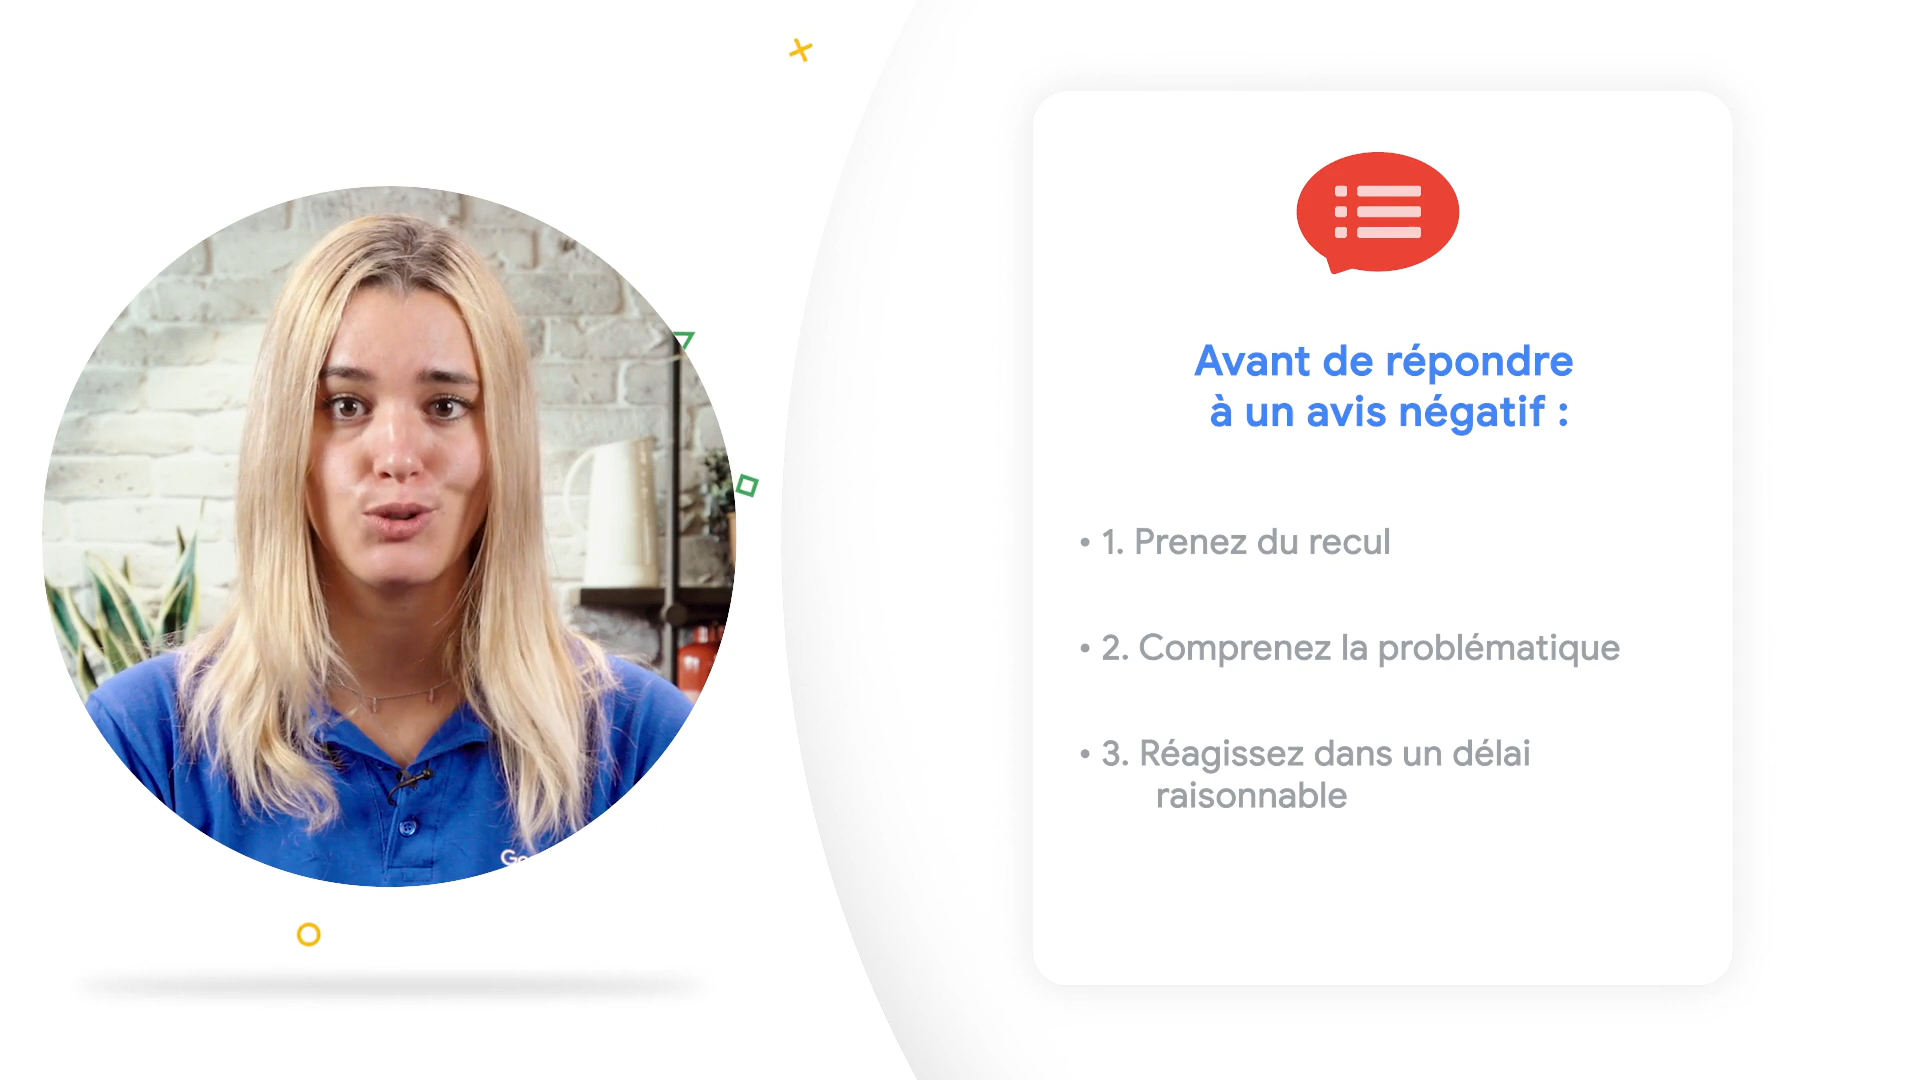 Avant de répondre
à un avis négatif :
• 1. Prenez du recul
• 2. Comprenez la problématique
• 3. Réagissez dans un délai
raisonnable